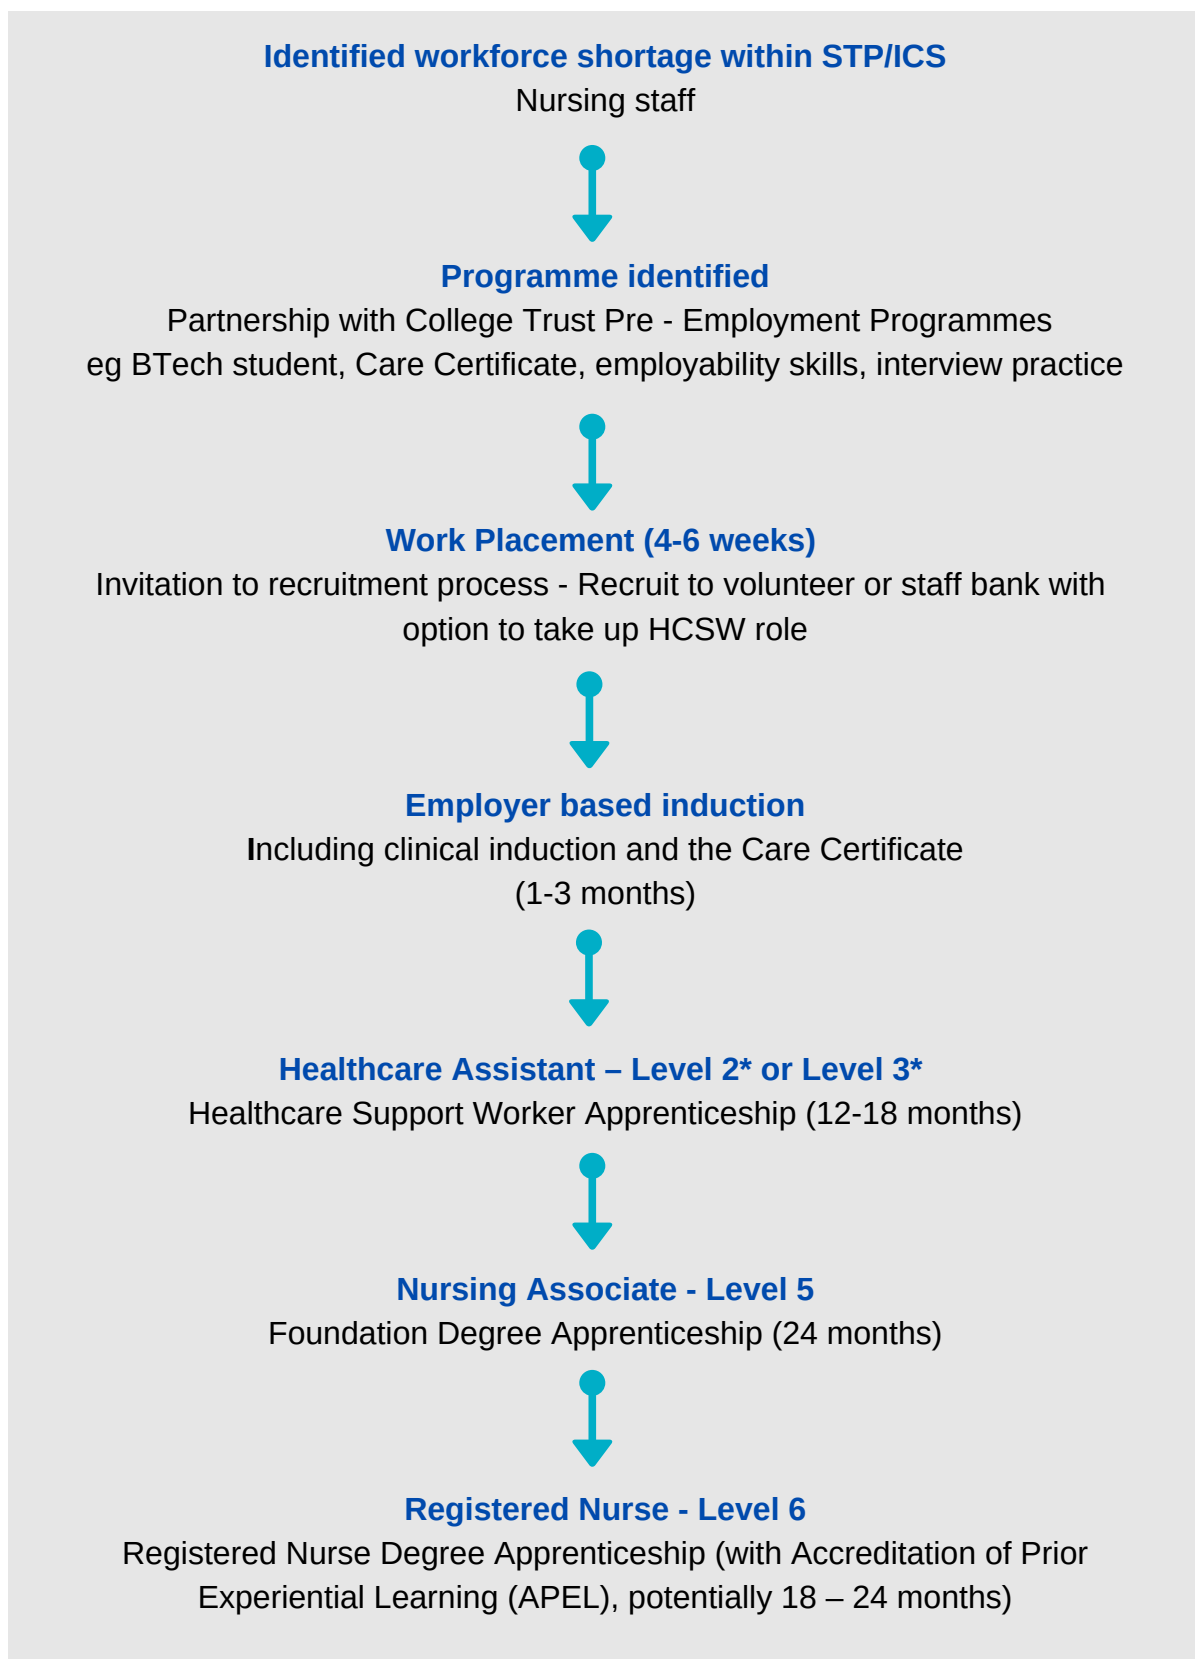 Identified workforce shortage within STP/ICS
Nursing staff
Programme identified
Partnership with College Trust Pre - Employment Programmes
eg BTech student, Care Certificate, employability skills, interview practice
Work Placement (4-6 weeks)
Invitation to recruitment process - Recruit to volunteer or staff bank with
option to take up HCSW role
Employer based induction
Including clinical induction and the Care Certificate
(1-3 months)
Healthcare Assistant – Level 2* or Level 3*
Healthcare Support Worker Apprenticeship (12-18 months)
Nursing Associate - Level 5
Foundation Degree Apprenticeship (24 months)
Registered Nurse - Level 6
Registered Nurse Degree Apprenticeship (with Accreditation of Prior
Experiential Learning (APEL), potentially 18 – 24 months)